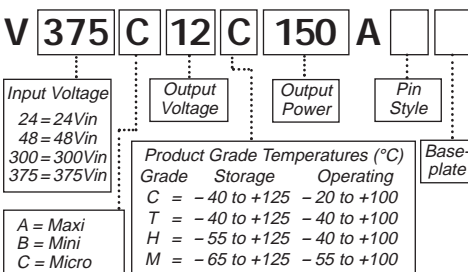 V 375 C 12 C 150 A
Input Voltage
24 = 24Vin
48 = 48Vin
300 = 300Vin
375 = 375Vin
Output
Voltage
Output
Power
Pin
Style
Base-
plate
Product Grade Temperatures (°C)
Grade Storage Operating
C = – 40 to +125 – 20 to +100
T = – 40 to +125 – 40 to +100
H = – 55 to +125 – 40 to +100
M = – 65 to +125 – 55 to +100
A = Maxi
B = Mini
C = Micro